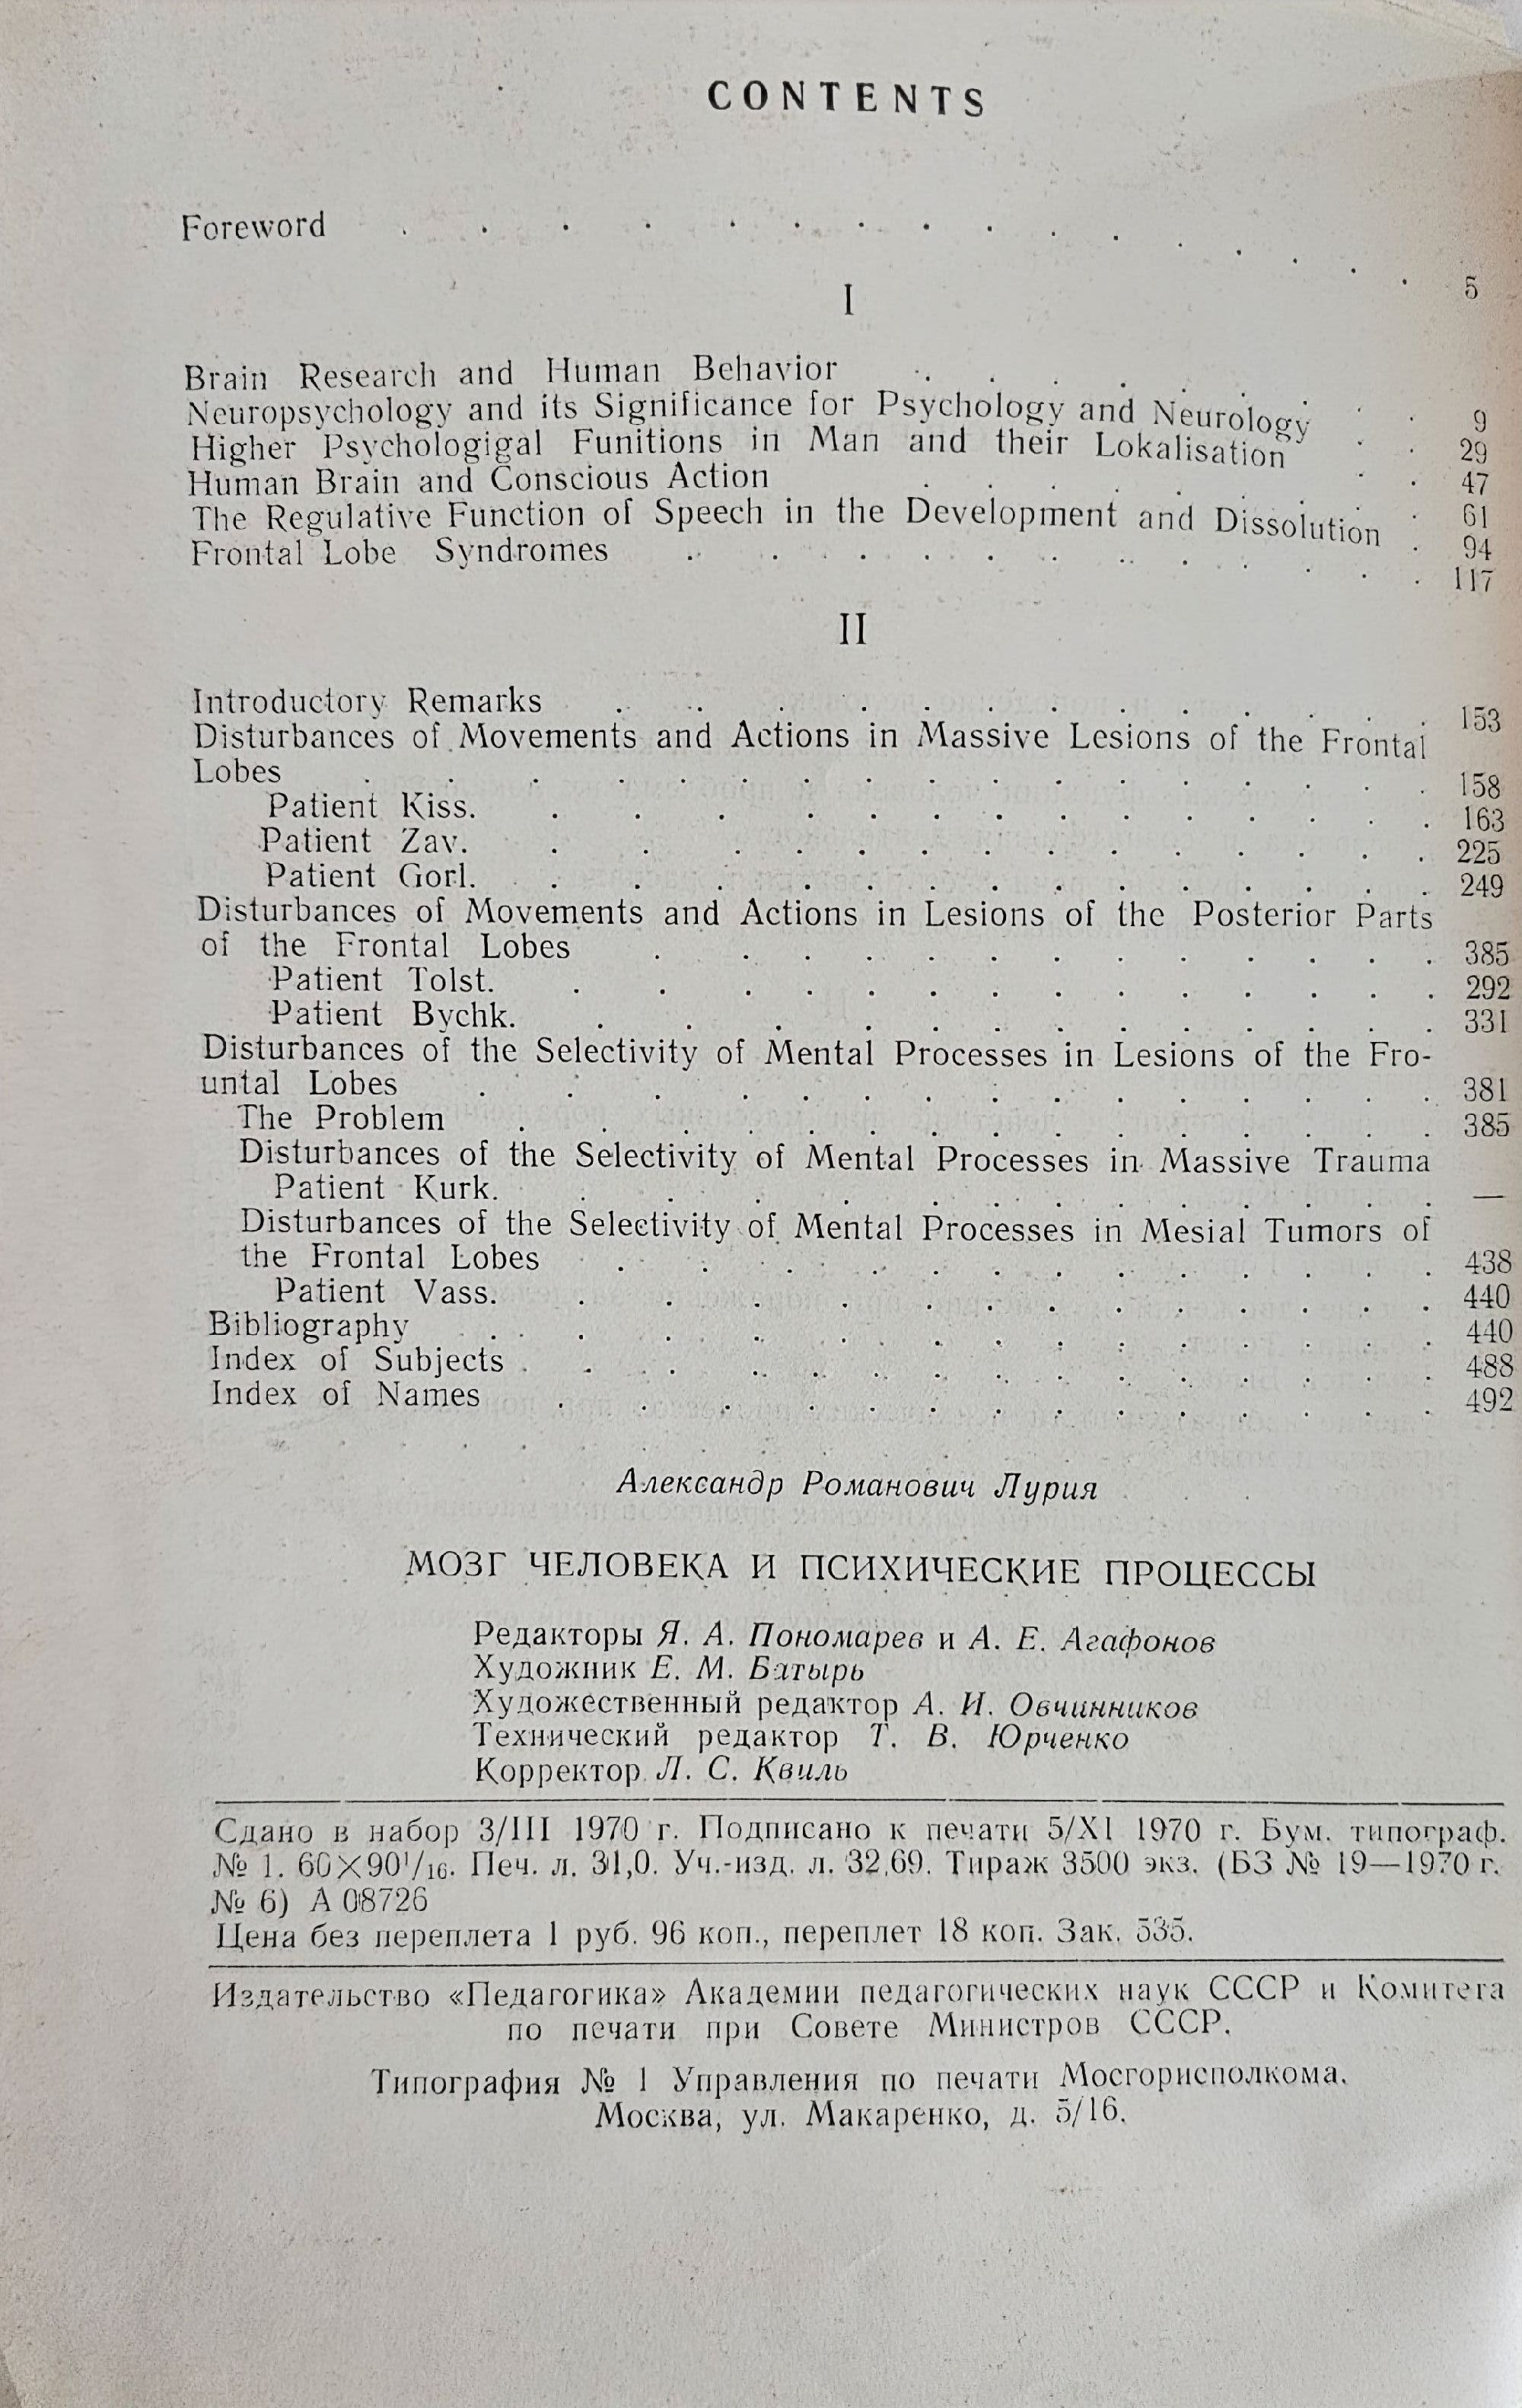 CONTENTS
Foreword . . . . . . . . . . . . . . . . 5
I
Brain Research and Human Behavior . . . . . . . . . 9
Neuropsychology and its Significance for Psychology and Neurology . . 29
Higher Psychologigal Funitions in Man and their Lokalisation . . 47
Human Brain and Conscious Action . . . . . . . . 61
The Regulative Function of Speech in the Development and Dissolution . 94
Frontal Lobe Syndromes . . . . . . . . . . . . 117
II
Introductory Remarks . . . . . . . . . . . . . 153
Disturbances of Movements and Actions in Massive Lesions of the Frontal
Lobes . . . . . . . . . . . . . . . . 158
Patient Kiss. . . . . . . . . . . . . . . 163
Patient Zav. . . . . . . . . . . . . . . 225
Patient Gorl. . . . . . . . . . . . . . . 249
Disturbances of Movements and Actions in Lesions of the Posterior Parts
of the Frontal Lobes . . . . . . . . . . . . 385
Patient Tolst. . . . . . . . . . . . . . . 292
Patient Bychk. . . . . . . . . . . . . . . 331
Disturbances of the Selectivity of Mental Processes in Lesions of the Fro-
untal Lobes . . . . . . . . . . . . . . . 381
The Problem . . . . . . . . . . . . . . 385
Disturbances of the Selectivity of Mental Processes in Massive Trauma
Patient Kurk. . . . . . . . . . . . . . . —
Disturbances of the Selectivity of Mental Processes in Mesial Tumors of
the Frontal Lobes . . . . . . . . . . . . . 438
Patient Vass. . . . . . . . . . . . . . . 440
Bibliography . . . . . . . . . . . . . . . 440
Index of Subjects . . . . . . . . . . . . . . 488
Index of Names . . . . . . . . . . . . . . 492
Александр Романович Лурия
МОЗГ ЧЕЛОВЕКА И ПСИХИЧЕСКИЕ ПРОЦЕССЫ
Редакторы Я. А. Пономарев и А. Е. Агафонов
Художник Е. М. Батырь
Художественный редактор А. И. Овчинников
Технический редактор Т. В. Юрченко
Корректор Л. С. Квиль
Сдано в набор 3/III 1970 г. Подписано к печати 5/XI 1970 г. Бум. типограф.
№ 1. 60×90¹/₁₆. Печ. л. 31,0. Уч.-изд. л. 32,69. Тираж 3500 экз. (БЗ № 19—1970 г.
№ 6) А 08726
Цена без переплета 1 руб. 96 коп., переплет 18 коп. Зак. 535.
Издательство «Педагогика» Академии педагогических наук СССР и Комитета
по печати при Совете Министров СССР.
Типография № 1 Управления по печати Мосгорисполкома.
Москва, ул. Макаренко, д. 5/16.